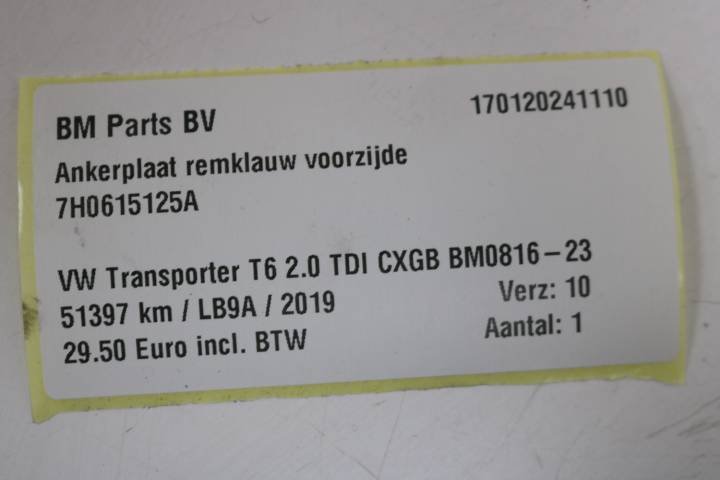 BM Parts BV 170120241110
Ankerplaat remklauw voorzijde
7H0615125A
VW Transporter T6 2.0 TDI CXGB BM0816-23
51397 km / LB9A / 2019 Verz: 10
29.50 Euro incl. BTW Aantal: 1